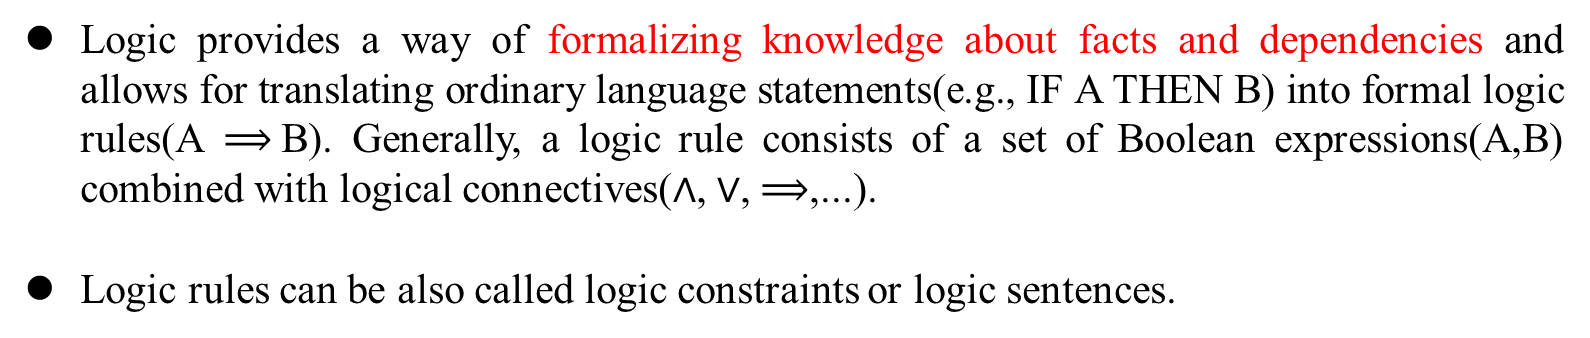 ● Logic provides a way of formalizing knowledge about facts and dependencies and
allows for translating ordinary language statements(e.g., IF A THEN B) into formal logic
rules(A ⟹ B). Generally, a logic rule consists of a set of Boolean expressions(A,B)
combined with logical connectives(∧, ∨, ⟹,...).
● Logic rules can be also called logic constraints or logic sentences.